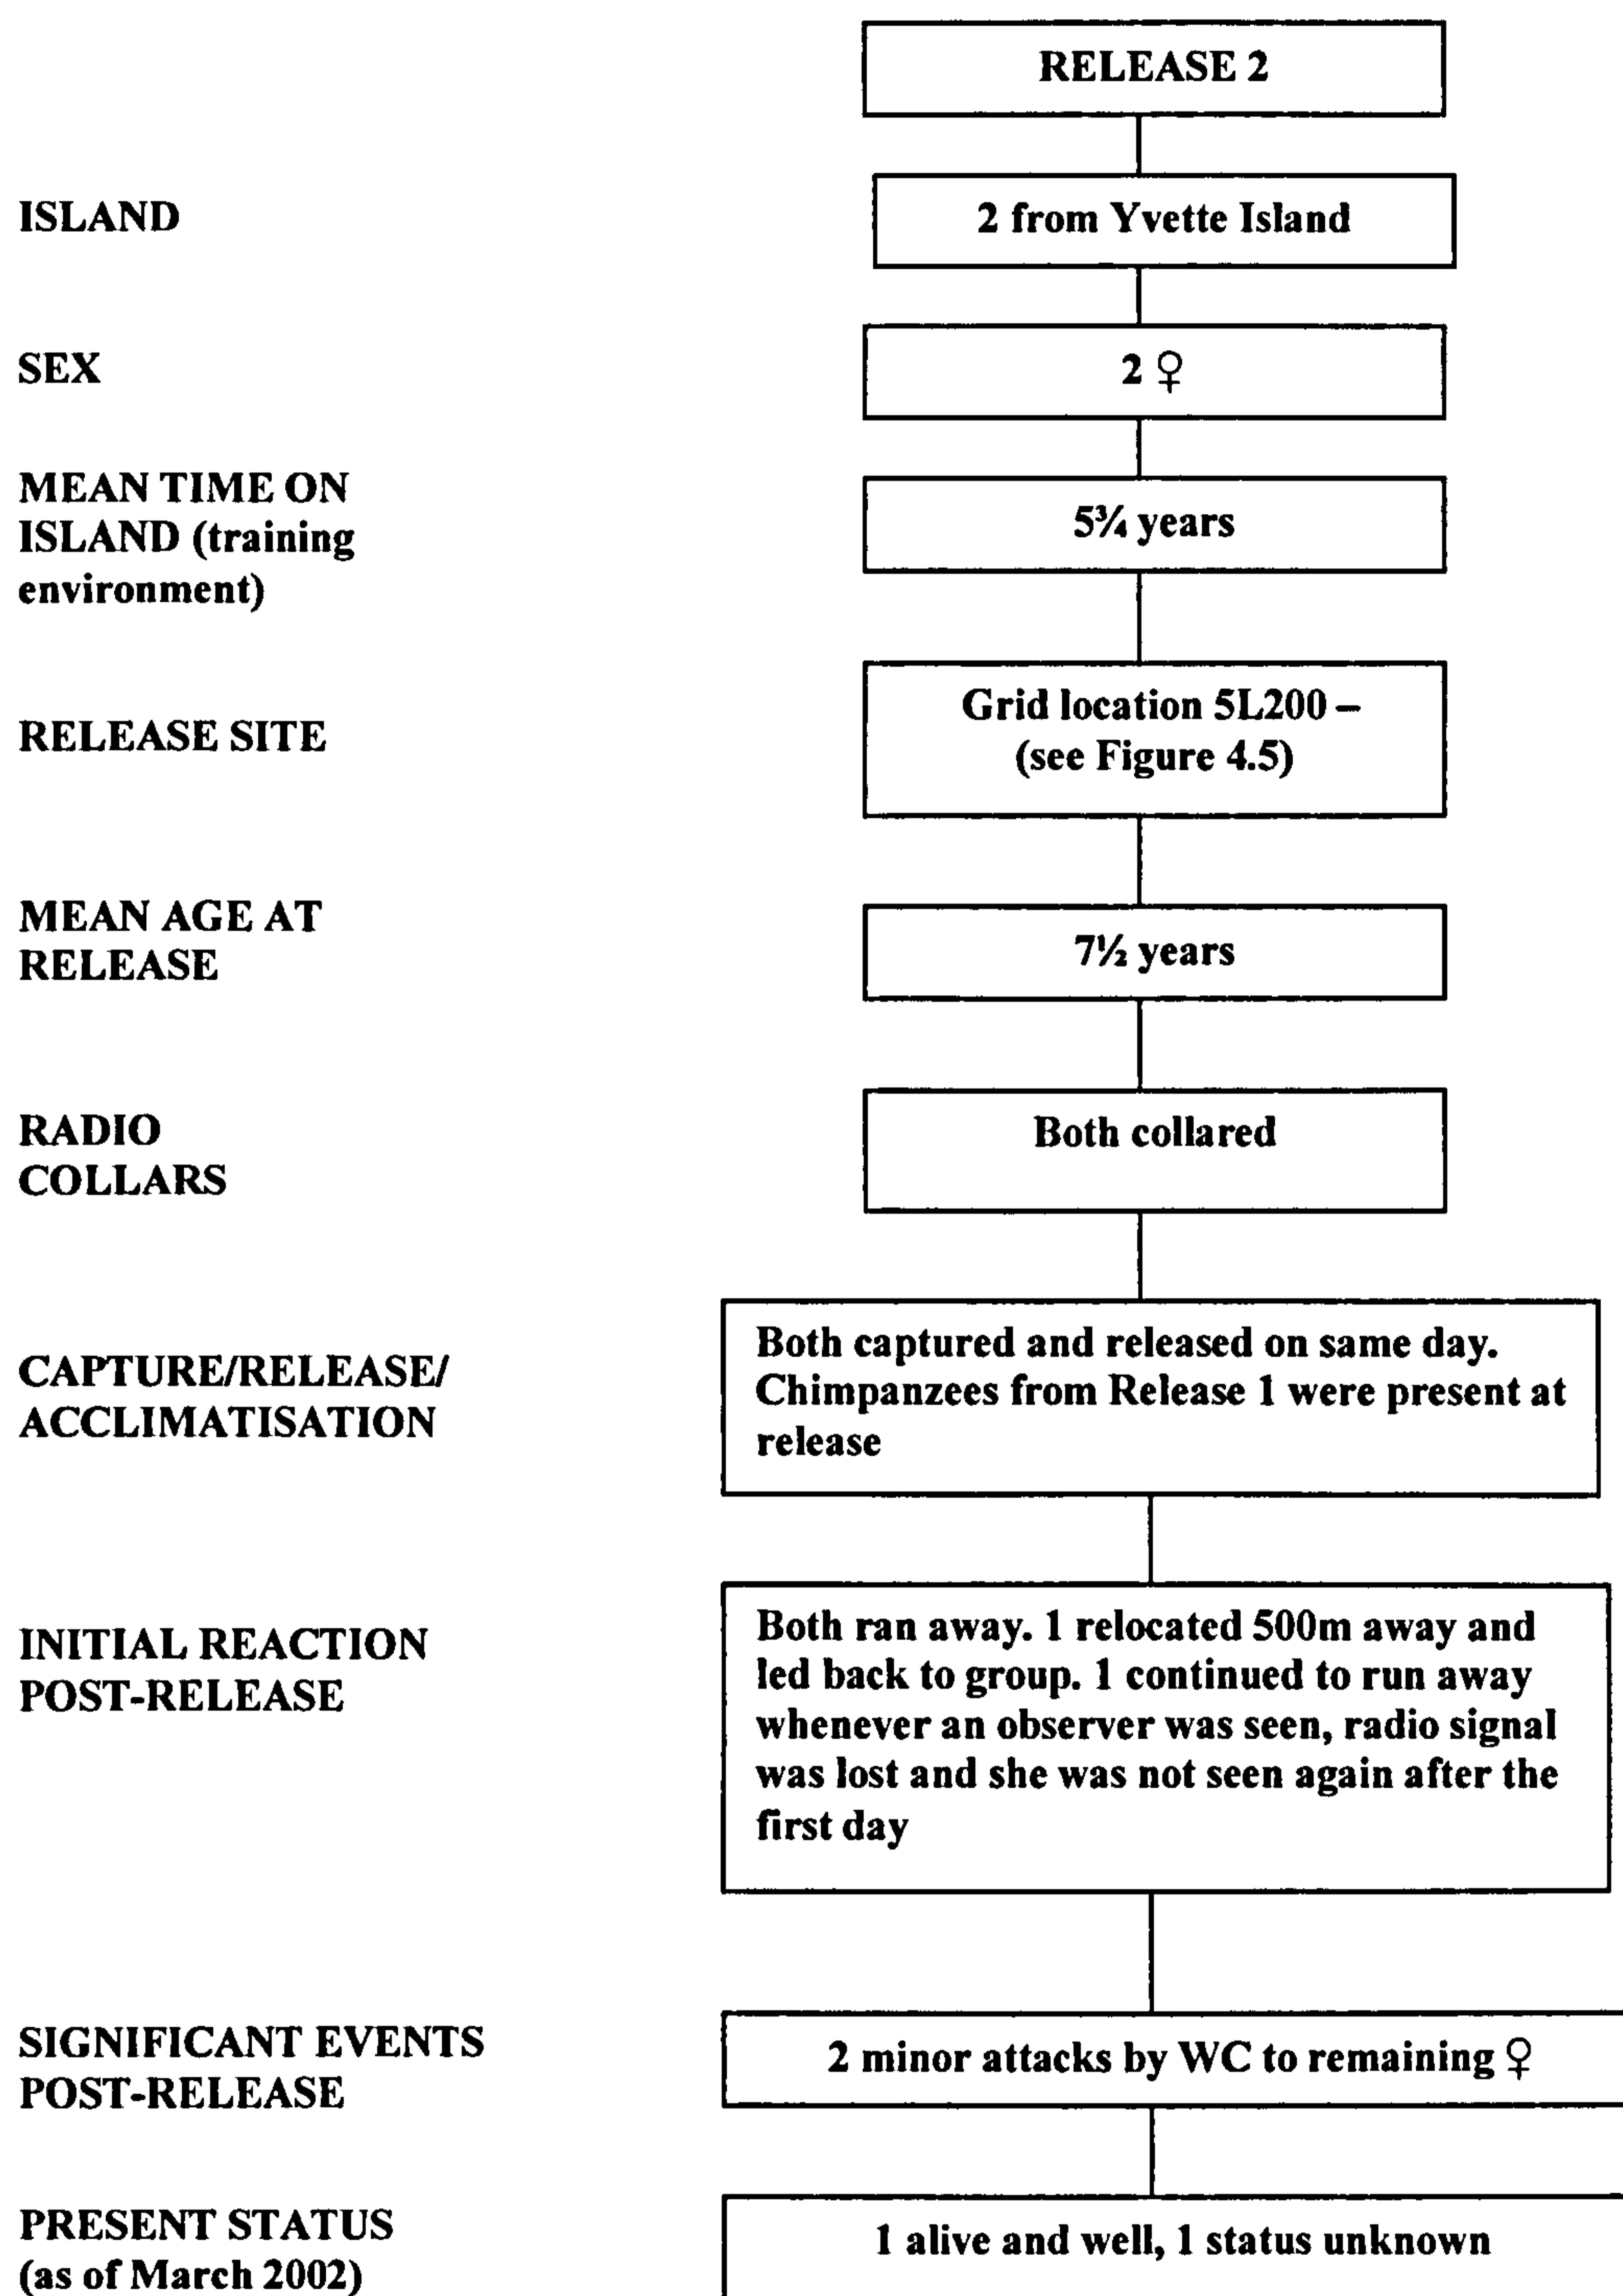 RELEASE 2
ISLAND
2 from Yvette Island
SEX
2 ♀
MEAN TIME ON
ISLAND (training
environment)
5¾ years
RELEASE SITE
Grid location 5L200 –
(see Figure 4.5)
MEAN AGE AT
RELEASE
7½ years
RADIO
COLLARS
Both collared
CAPTURE/RELEASE/
ACCLIMATISATION
Both captured and released on same day.
Chimpanzees from Release 1 were present at
release
INITIAL REACTION
POST-RELEASE
Both ran away. 1 relocated 500m away and
led back to group. 1 continued to run away
whenever an observer was seen, radio signal
was lost and she was not seen again after the
first day
SIGNIFICANT EVENTS
POST-RELEASE
2 minor attacks by WC to remaining ♀
PRESENT STATUS
(as of March 2002)
1 alive and well, 1 status unknown